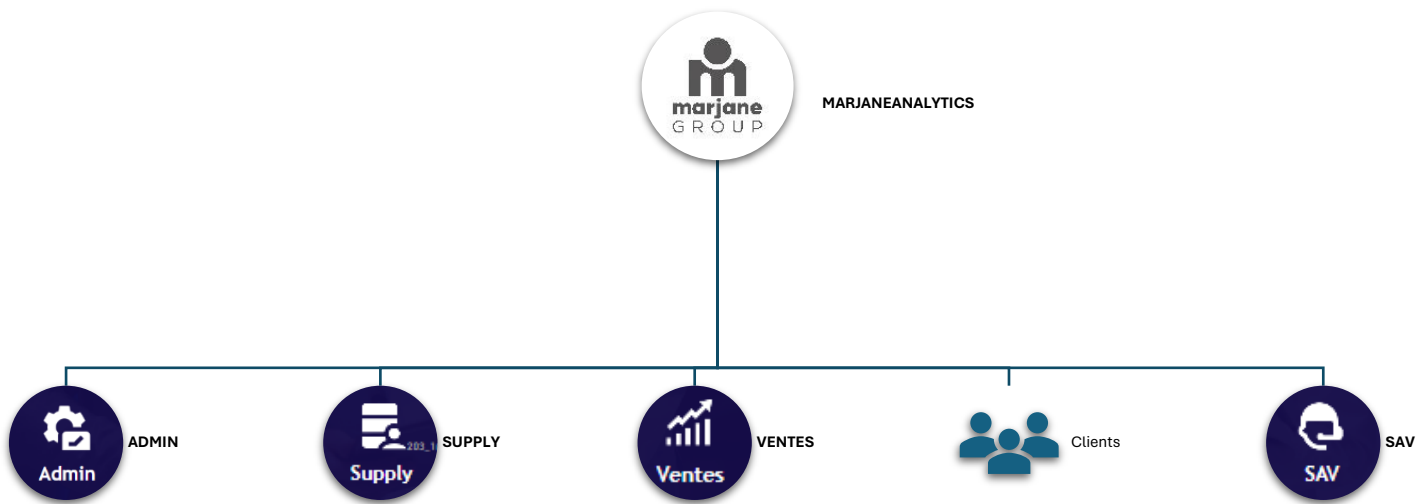 marjane
GROUP
MARJANEANALYTICS
Admin
ADMIN
Supply
SUPPLY
Ventes
VENTES
Clients
SAV
SAV